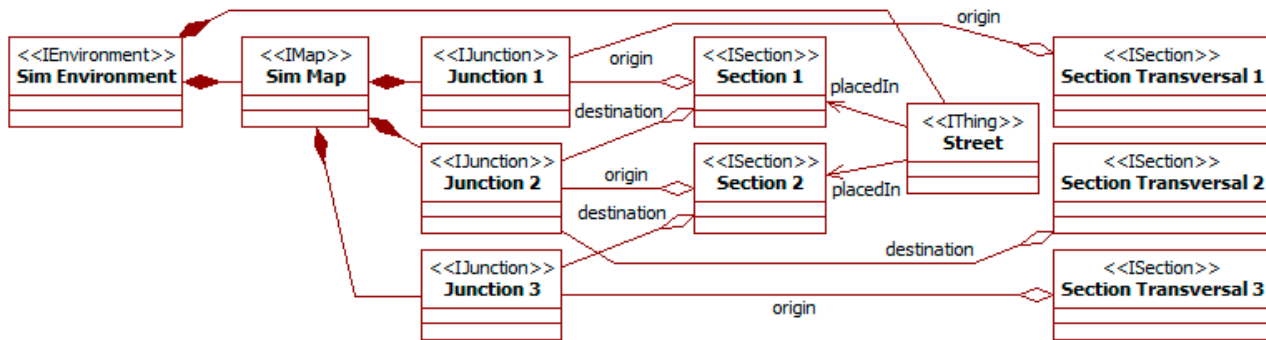 origin
<<IEnvironment>>
Sim Environment
<<IMap>>
Sim Map
<<IJunction>>
Junction 1
origin
<<ISection>>
Section 1
<<ISection>>
Section Transversal 1
placedIn
destination
<<IThing>>
Street
<<IJunction>>
Junction 2
origin
<<ISection>>
Section 2
<<ISection>>
Section Transversal 2
placedIn
destination
destination
<<IJunction>>
Junction 3
<<ISection>>
Section Transversal 3
origin